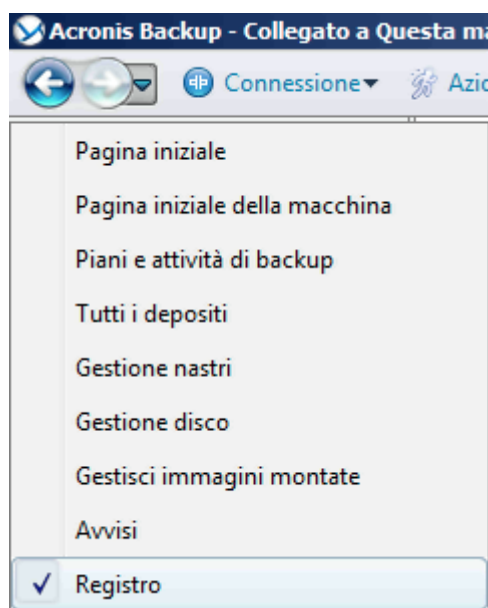 Acronis Backup - Collegato a Questa ma
Connessione Azio
Pagina iniziale
Pagina iniziale della macchina
Piani e attività di backup
Tutti i depositi
Gestione nastri
Gestione disco
Gestisci immagini montate
Avvisi
Registro